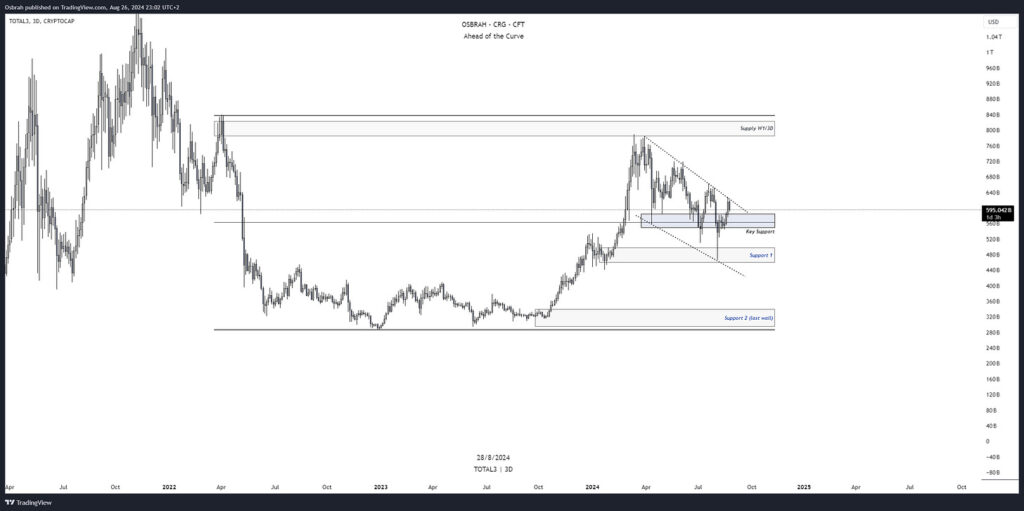 Osbrah published on TradingView.com, Aug 26, 2024 23:02 UTC+2
TOTAL3, 3D, CRYPTOCAP
OSBRAH - CRG - CFT
Ahead of the Curve
USD
1.04T
1T
960B
920B
880B
840B
800B
760B
720B
680B
640B
595.042B
1d 3h
560B
520B
480B
440B
400B
360B
320B
280B
240B
200B
160B
120B
80B
40B
0
-40B
-80B
Supply W1/3D
Key Support
Support 1
Support 2 (last wall)
28/8/2024
TOTAL3 | 3D
Apr Jul Oct 2022 Apr Jul Oct 2023 Apr Jul Oct 2024 Apr Jul Oct 2025 Apr Jul Oct
TradingView